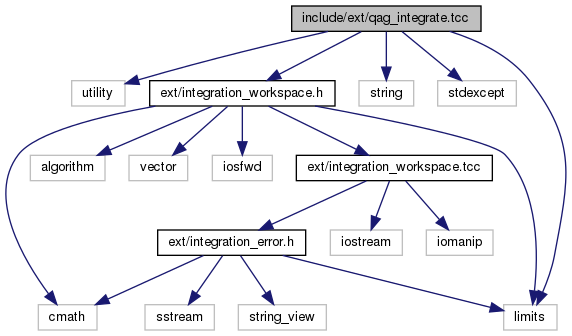 include/ext/qag_integrate.tcc
utility
ext/integration_workspace.h
string
stdexcept
algorithm
vector
iosfwd
ext/integration_workspace.tcc
ext/integration_error.h
iostream
iomanip
cmath
sstream
string_view
limits